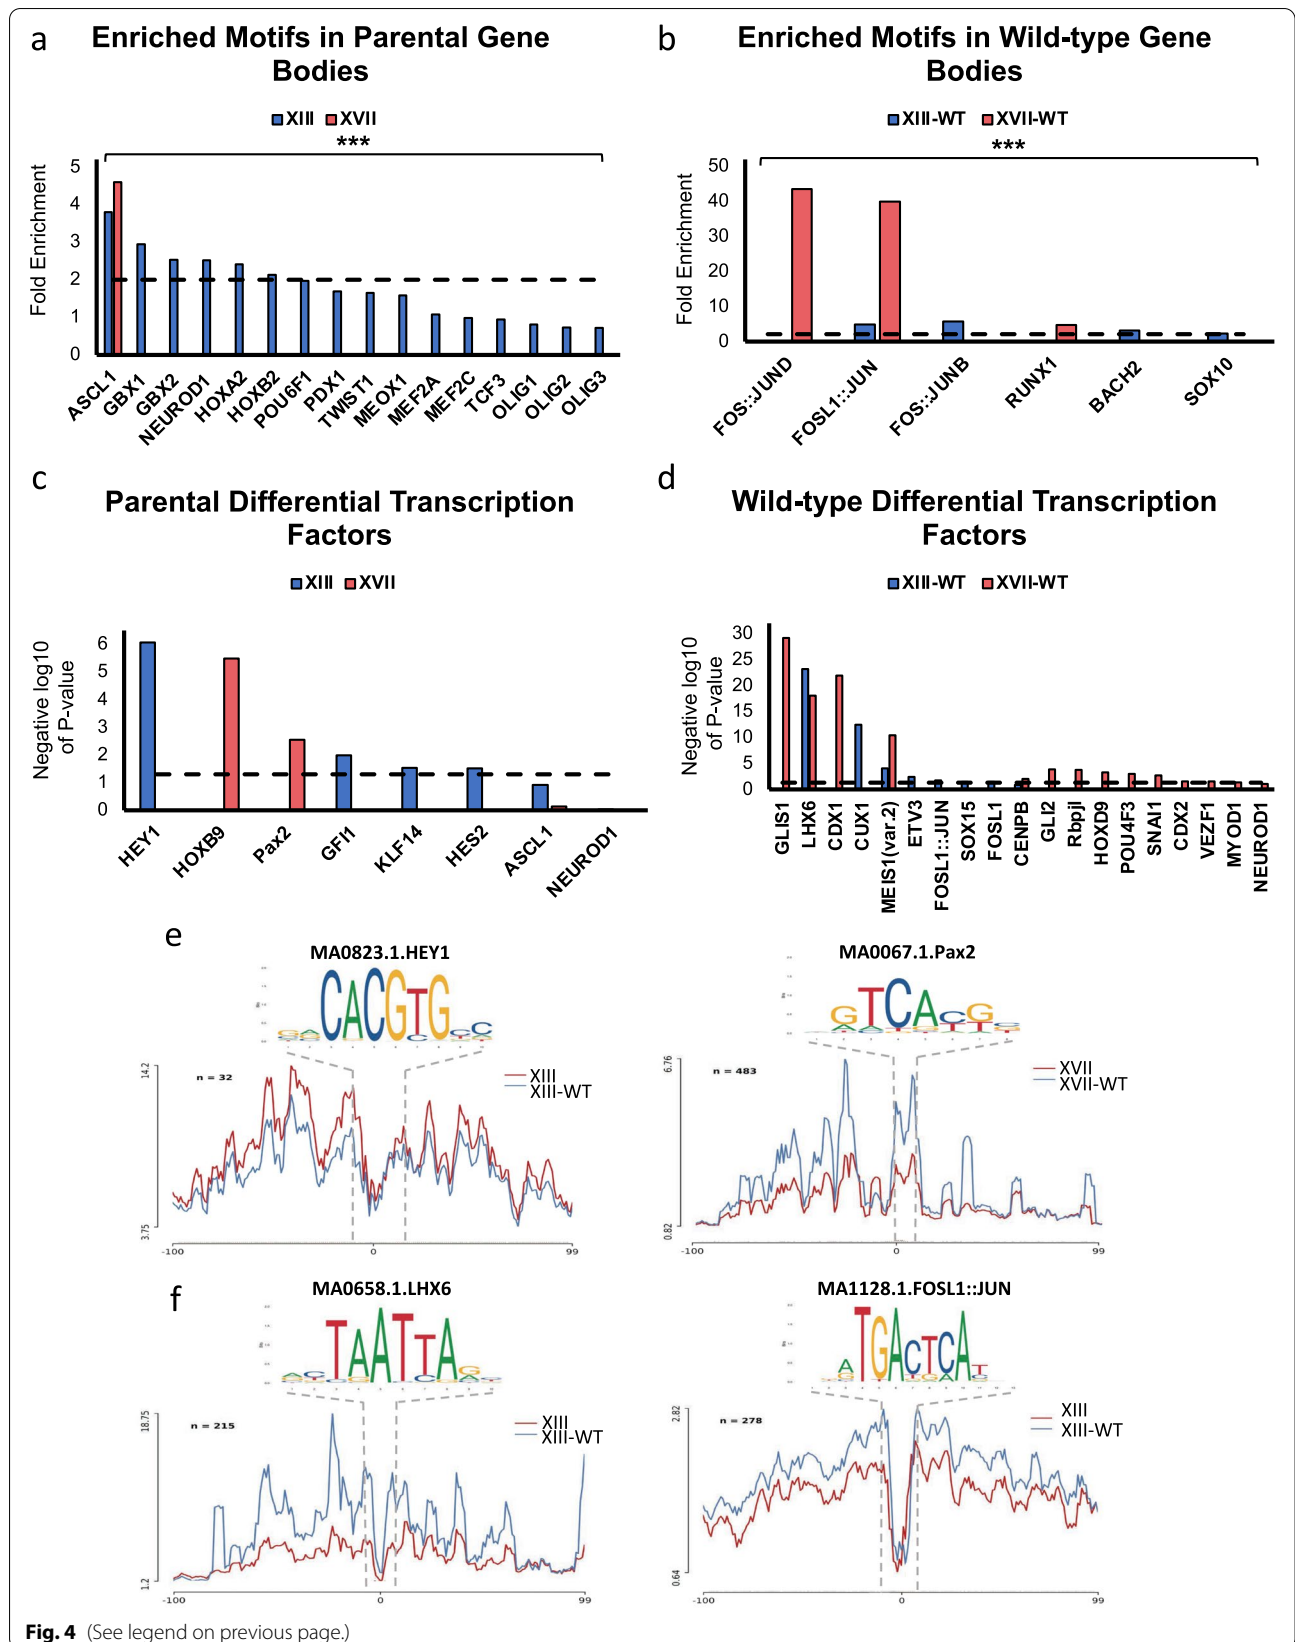 a
Enriched Motifs in Parental Gene
Bodies
XIII XVII
***
Fold Enrichment
5
4
3
2
1
0
ASCL1 GBX1 GBX2 NEUROD1 HOXA2 HOXB2 POU6F1 PDX1 TWIST1 MEOX1 MEF2A MEF2C TCF3 OLIG1 OLIG2 OLIG3
b
Enriched Motifs in Wild-type Gene
Bodies
XIII-WT XVII-WT
***
Fold Enrichment
50
40
30
20
10
0
FOS::JUND FOSL1::JUN FOS::JUNB RUNX1 BACH2 SOX10
c
Parental Differential Transcription
Factors
XIII XVII
Negative log10
of P-value
6
5
4
3
2
1
0
HEY1 HOXB9 Pax2 GFI1 KLF14 HES2 ASCL1 NEUROD1
d
Wild-type Differential Transcription
Factors
XIII-WT XVII-WT
Negative log10
of P-value
30
25
20
15
10
5
0
GLIS1 LHX6 CDX1 CUX1 MEIS1(var.2) ETV3 FOSL1::JUN SOX15 FOSL1 CENPB GLI2 Rbpjl HOXD9 POU4F3 SNAI1 CDX2 VEZF1 MYOD1 NEUROD1
e
MA0823.1.HEY1
CACGTG
14.2
n = 32
XIII
XIII-WT
3.75
-100 0 99
MA0067.1.Pax2
GTCACG
6.76
n = 483
XVII
XVII-WT
0.82
-100 0 99
f
MA0658.1.LHX6
TAATTA
18.75
n = 215
XIII
XIII-WT
1.2
-100 0 99
MA1128.1.FOSL1::JUN
TGACTCA
2.82
n = 278
XIII
XIII-WT
0.64
-100 0 99
Fig. 4 (See legend on previous page.)